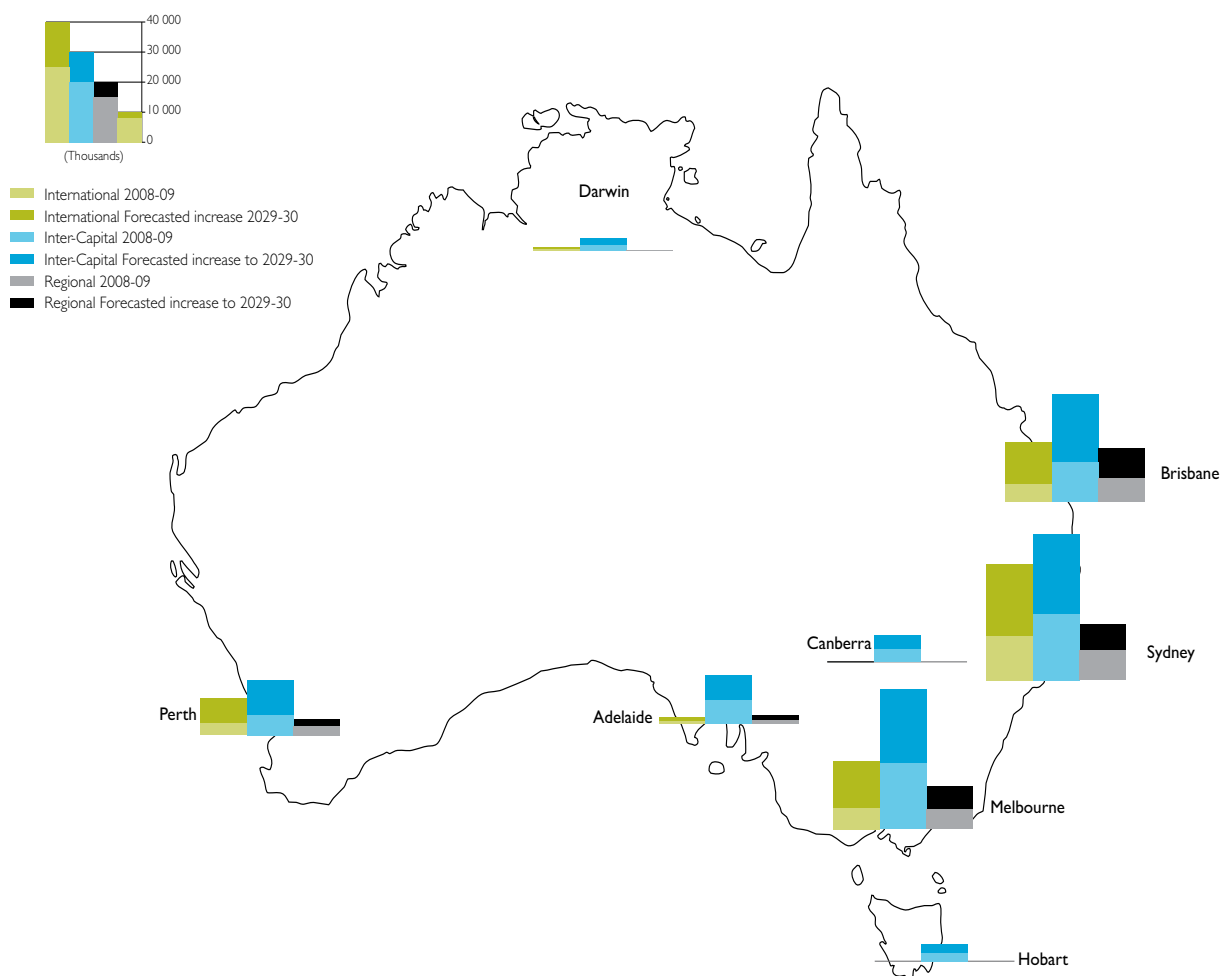 40 000
30 000
20 000
10 000
0
(Thousands)
International 2008-09
International Forecasted increase 2029-30
Inter-Capital 2008-09
Inter-Capital Forecasted increase to 2029-30
Regional 2008-09
Regional Forecasted increase to 2029-30
Darwin
Brisbane
Canberra
Sydney
Perth
Adelaide
Melbourne
Hobart